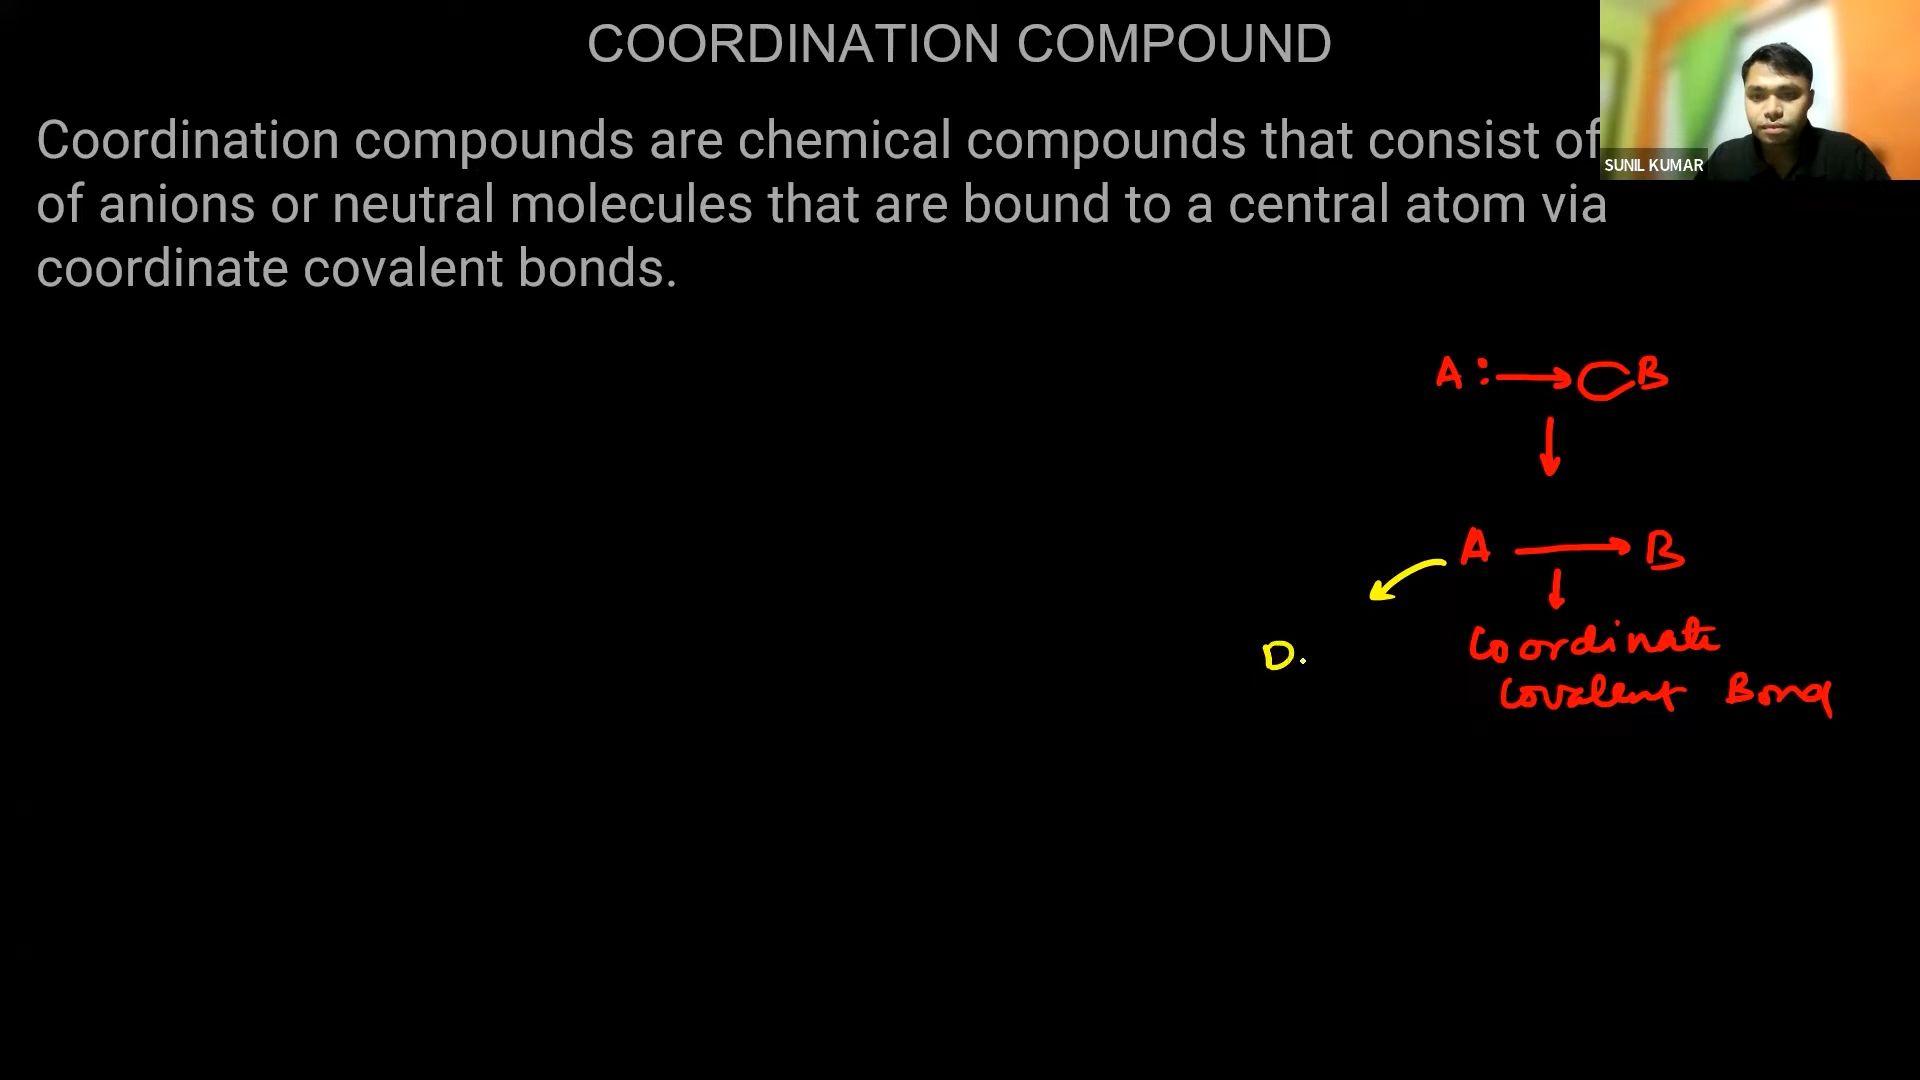 COORDINATION COMPOUND
Coordination compounds are chemical compounds that consist of
SUNIL KUMAR
of anions or neutral molecules that are bound to a central atom via
coordinate covalent bonds.
A : → B
A → B
Coordinate
D.
Covalent Bond